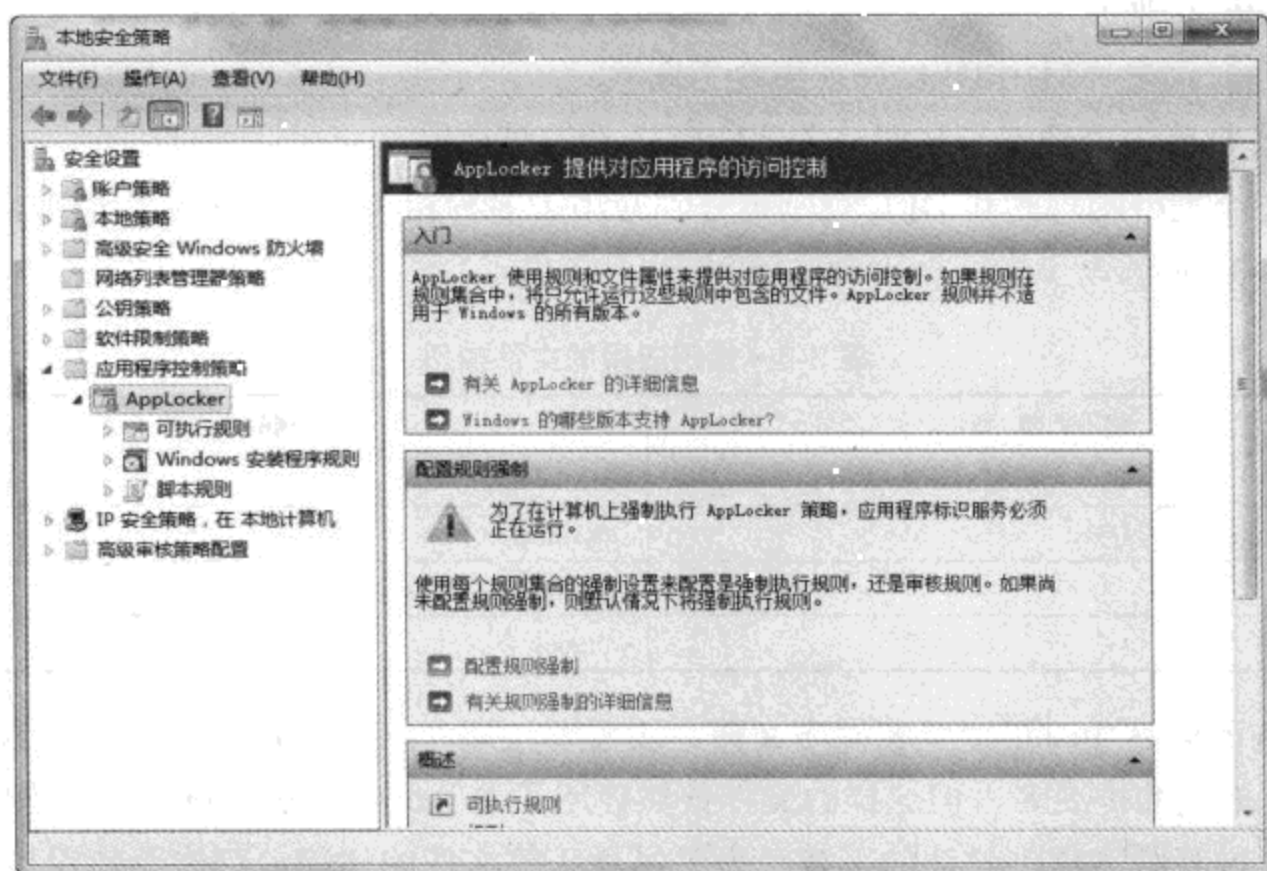 本地安全策略
文件(F) 操作(A) 查看(V) 帮助(H)
安全设置
账户策略
本地策略
高级安全 Windows 防火墙
网络列表管理器策略
公钥策略
软件限制策略
应用程序控制策略
AppLocker
可执行规则
Windows 安装程序规则
脚本规则
IP 安全策略，在 本地计算机
高级审核策略配置
AppLocker 提供对应用程序的访问控制
入门
AppLocker 使用规则和文件属性来提供对应用程序的访问控制。如果规则在
规则集合中，将只允许运行这些规则中包含的文件。AppLocker 规则并不适
用于 Windows 的所有版本。
有关 AppLocker 的详细信息
Windows 的哪些版本支持 AppLocker?
配置规则强制
为了在计算机上强制执行 AppLocker 策略，应用程序标识服务必须
正在运行。
使用每个规则集合的强制设置来配置是强制执行规则，还是审核规则。如果尚
未配置规则强制，则默认情况下将强制执行规则。
配置规则强制
有关规则强制的详细信息
概述
可执行规则